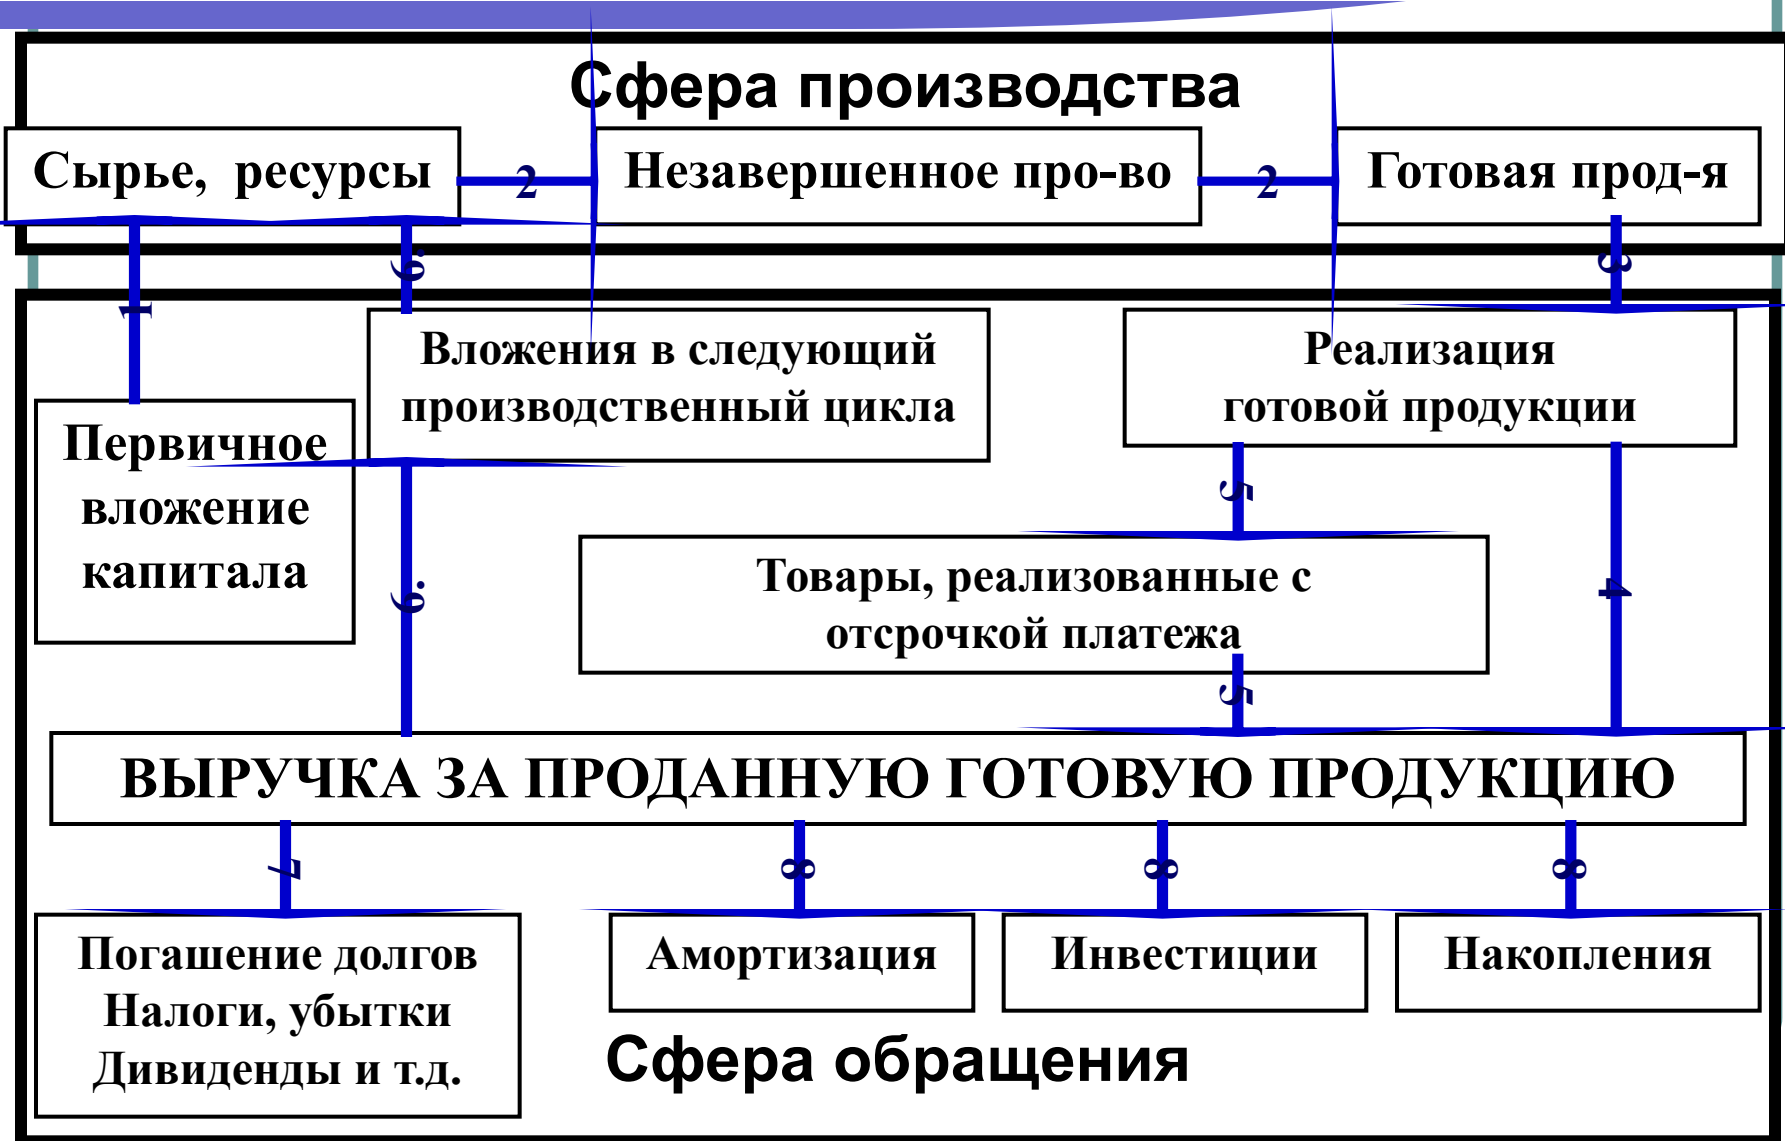 Сфера производства
Сырье, ресурсы
2
Незавершенное про-во
2
Готовая прод-я
1
6.
3
Вложения в следующий
производственный цикла
Реализация
готовой продукции
Первичное
вложение
капитала
5
4
6.
Товары, реализованные с
отсрочкой платежа
5
ВЫРУЧКА ЗА ПРОДАННУЮ ГОТОВУЮ ПРОДУКЦИЮ
7
8
8
8
Погашение долгов
Налоги, убытки
Дивиденды и т.д.
Амортизация
Инвестиции
Накопления
Сфера обращения